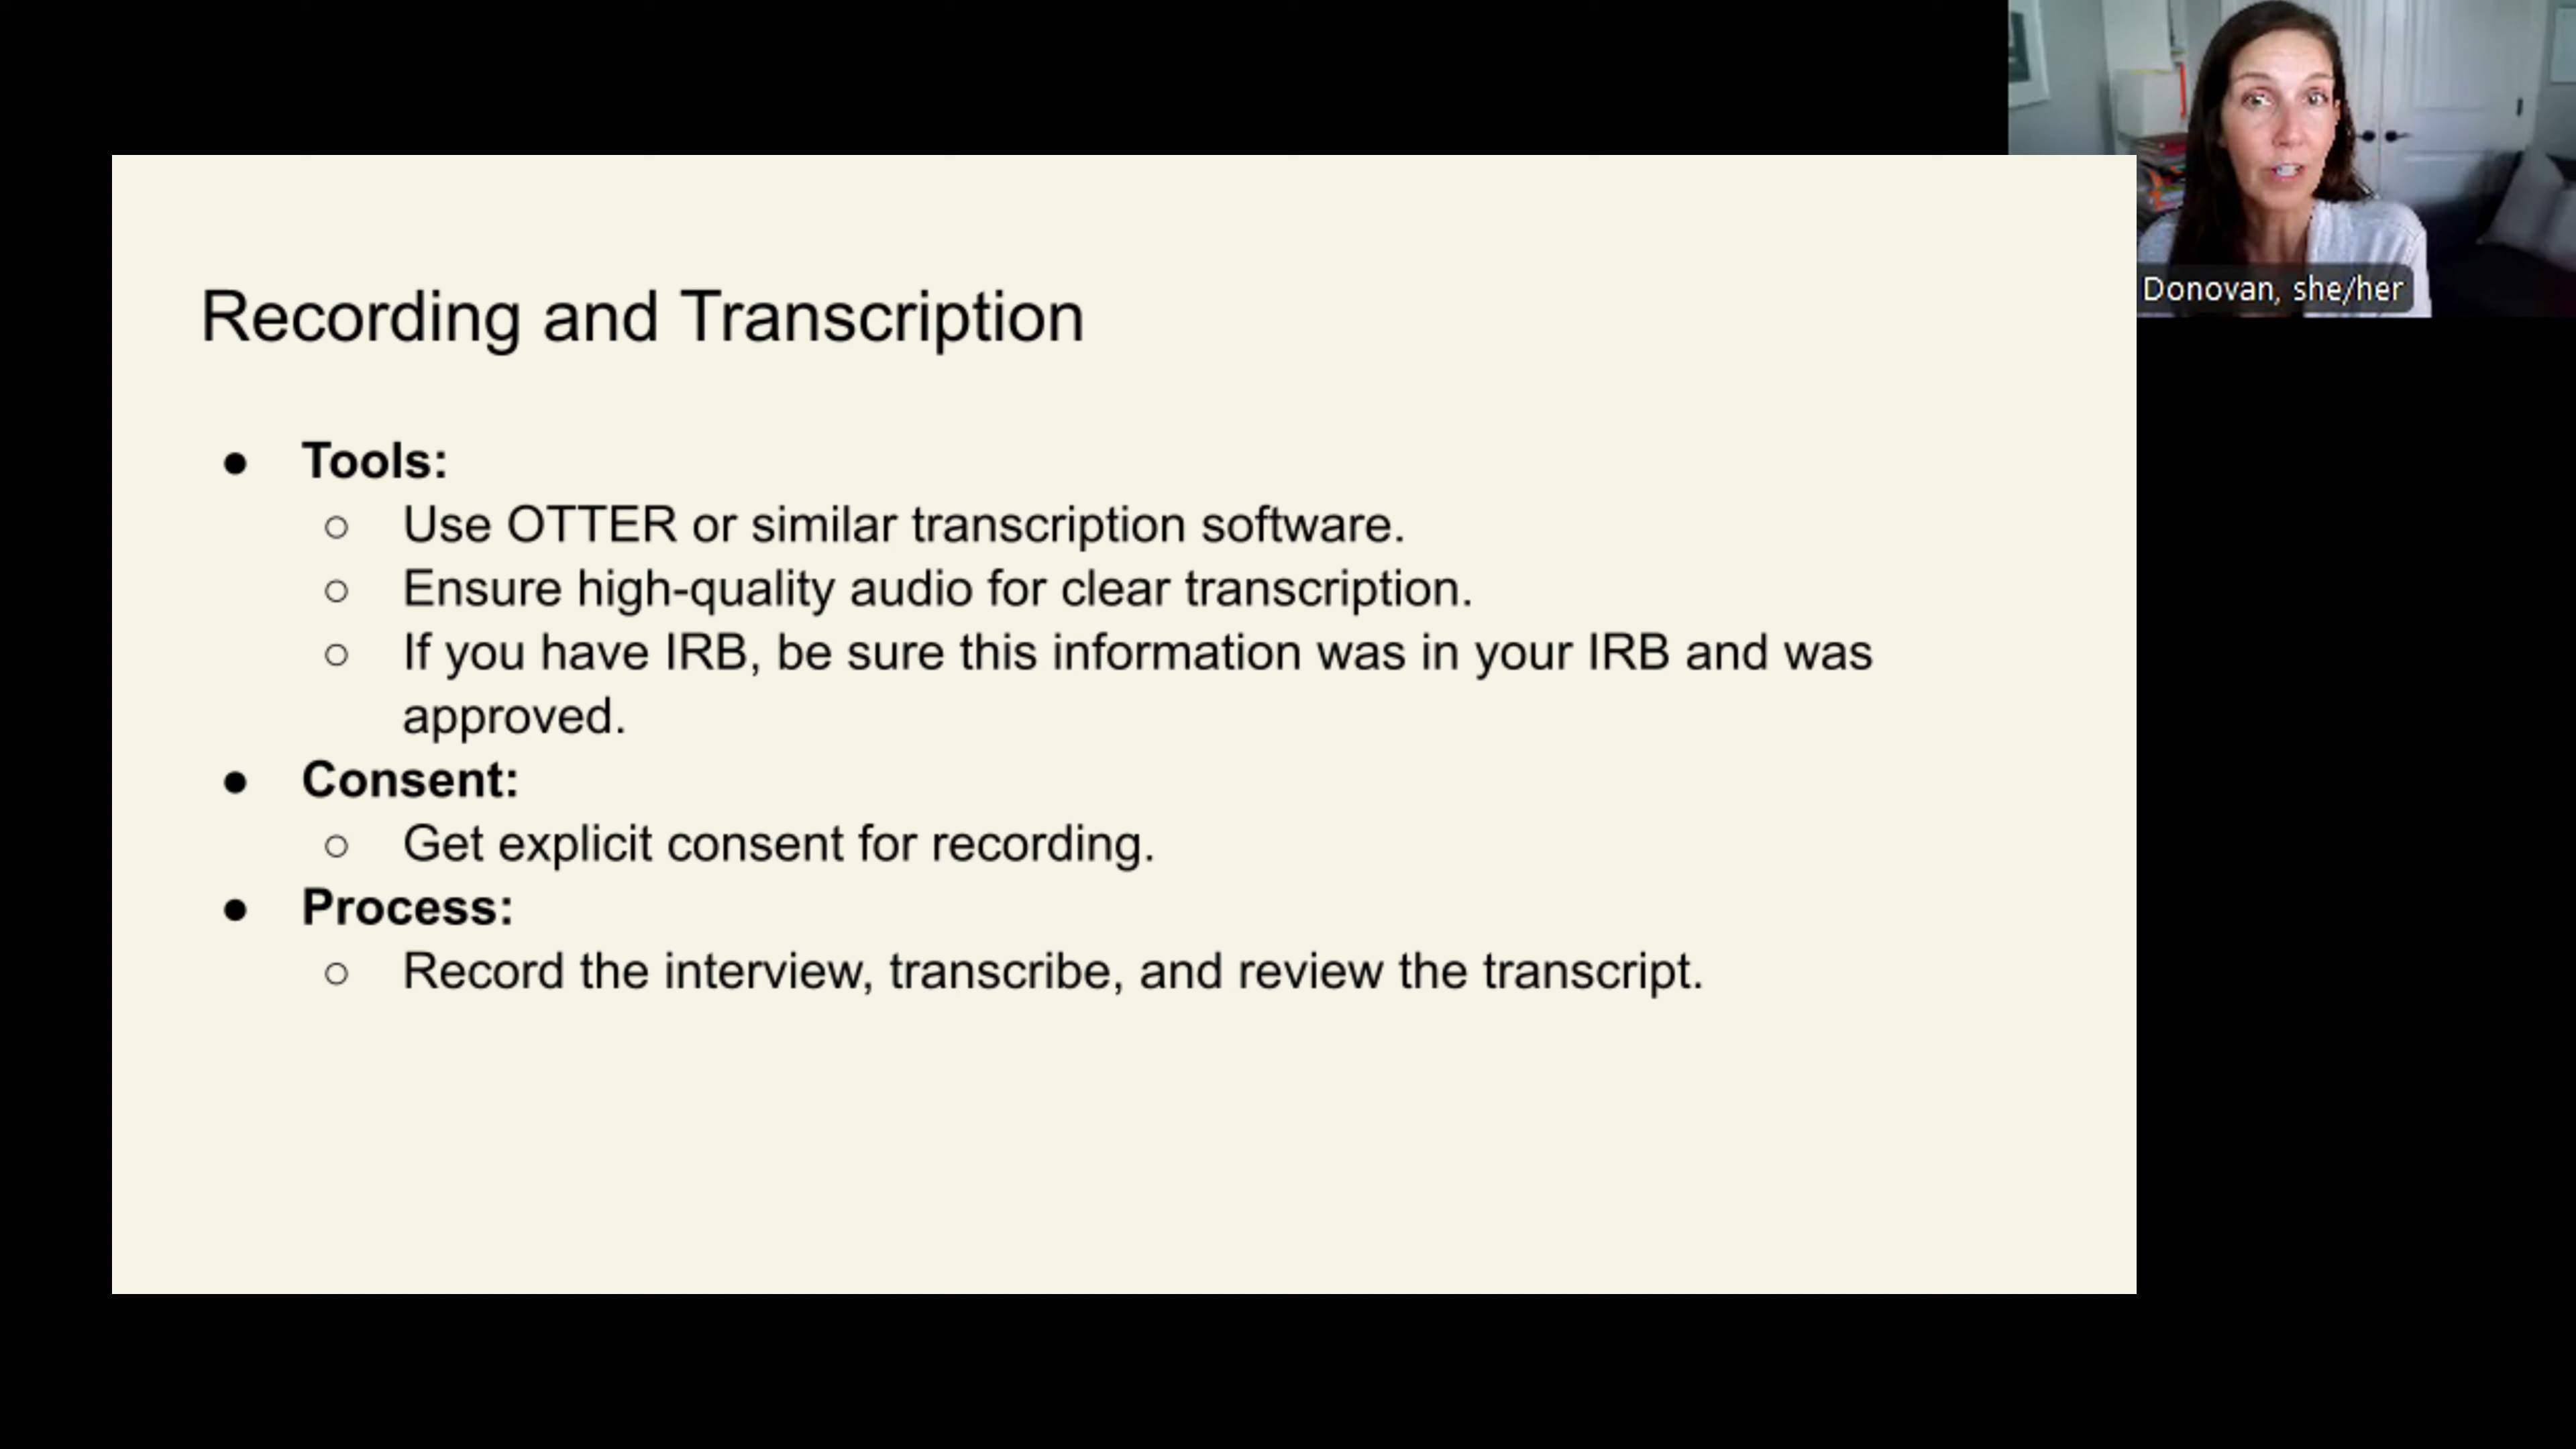 Donovan, she/her
Recording and Transcription
● Tools:
○ Use OTTER or similar transcription software.
○ Ensure high-quality audio for clear transcription.
○ If you have IRB, be sure this information was in your IRB and was
approved.
● Consent:
○ Get explicit consent for recording.
● Process:
○ Record the interview, transcribe, and review the transcript.